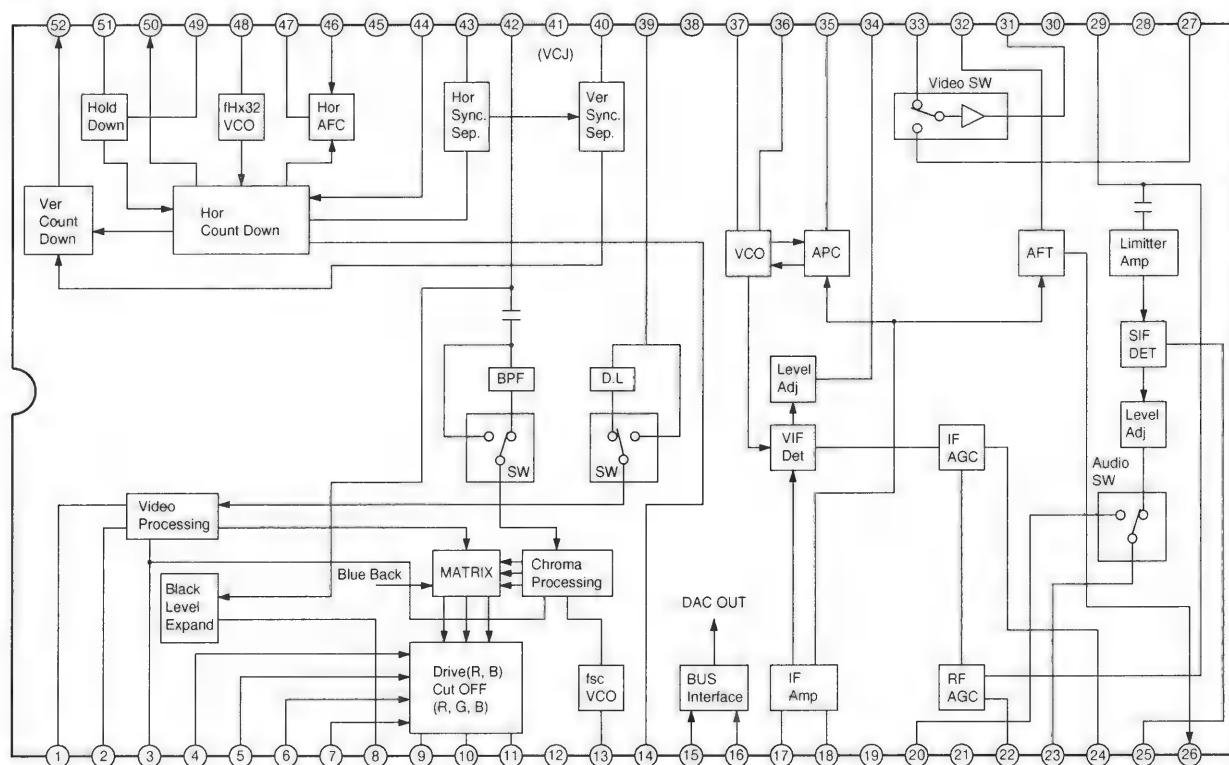 52 51 50 49 48 47 46 45 44 43 42 41 40 39 38 37 36 35 34 33 32 31 30 29 28 27
(VCJ)
Video SW
Hold
Down
fHx32
VCO
Hor
AFC
Hor
Sync.
Sep.
Ver
Sync.
Sep.
Ver
Count
Down
Hor
Count Down
VCO
APC
AFT
Limitter
Amp
SIF
DET
BPF
D.L
Level
Adj
Level
Adj
SW
SW
VIF
Det
IF
AGC
Audio
SW
Video
Processing
MATRIX
Chroma
Processing
Blue Back
Black
Level
Expand
DAC OUT
Drive(R, B)
Cut OFF
(R, G, B)
fsc
VCO
BUS
Interface
IF
Amp
RF
AGC
1 2 3 4 5 6 7 8 9 10 11 12 13 14 15 16 17 18 19 20 21 22 23 24 25 26